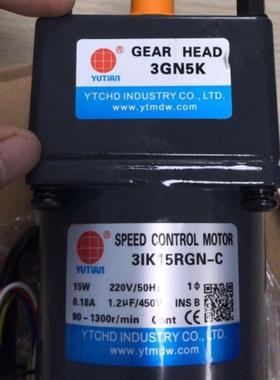 GEAR HEAD
3GN5K
YUTIAN
YTCHD INDUSTRY CO., LTD.
www.ytmdw.com
SPEED CONTROL MOTOR
3IK15RGN-C
YUTIAN
15W 220V/50Hz 1Φ
0.18A 1.2μF/450V INS B
90-1300r/min Cont CE
YTCHD INDUSTRY CO., LTD.
www.ytmdw.com